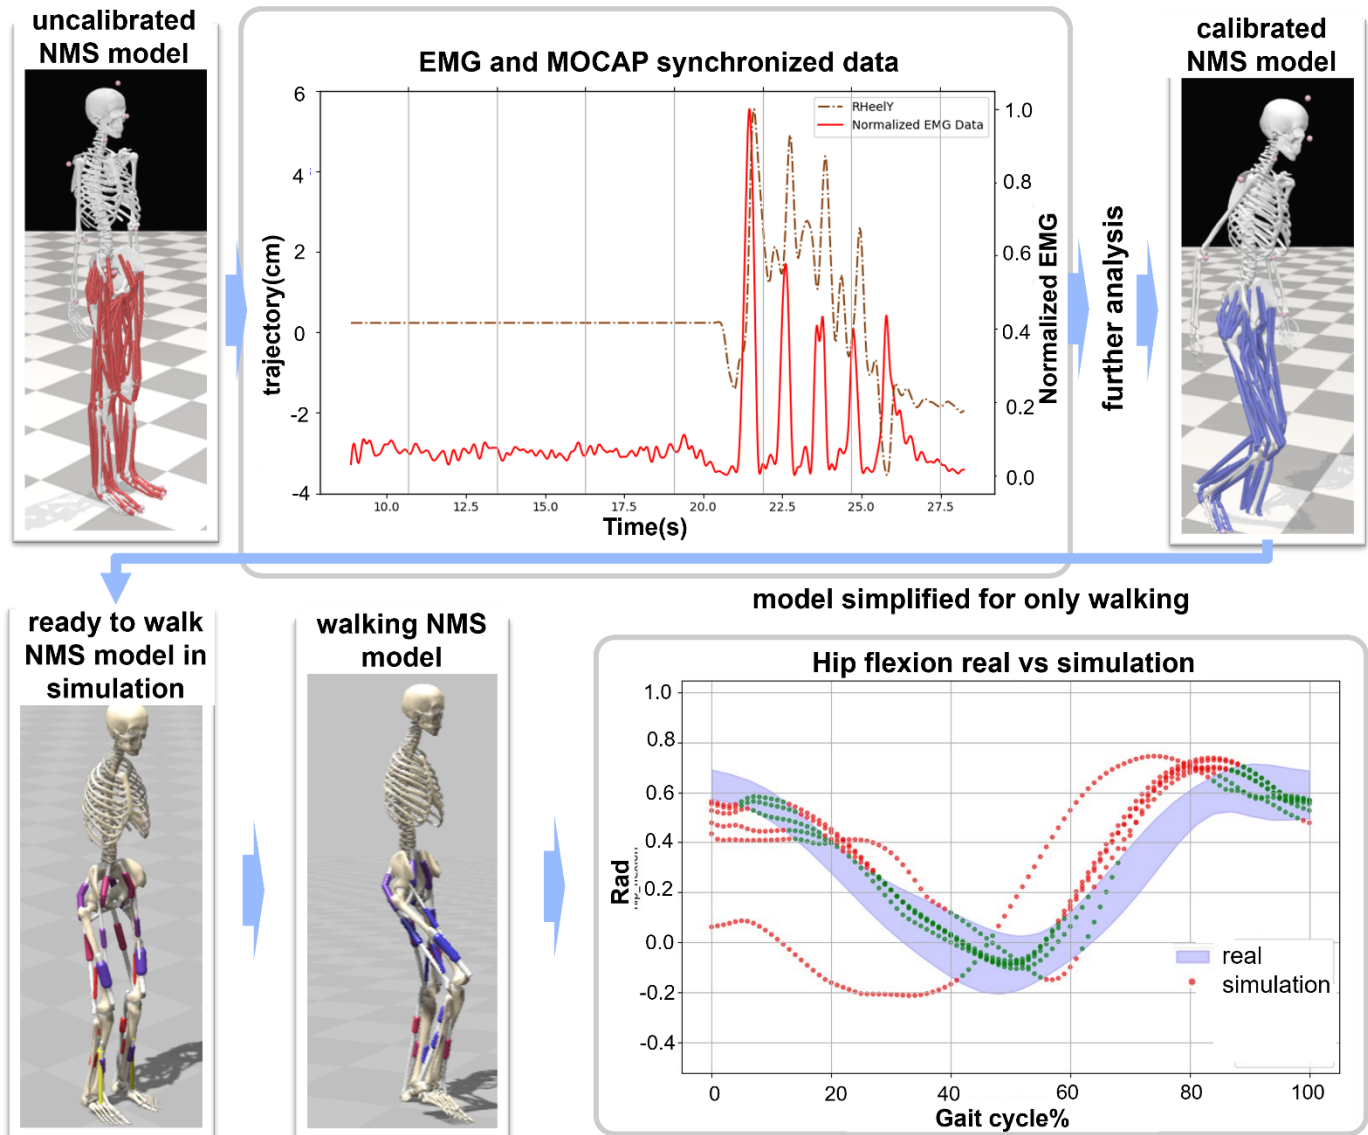 uncalibrated
NMS model
EMG and MOCAP synchronized data
calibrated
NMS model
6
4
2
0
-2
-4
trajectory(cm)
RHeelY
Normalized EMG Data
1.0
0.8
0.6
0.4
0.2
0.0
Normalized EMG
10.0 12.5 15.0 17.5 20.0 22.5 25.0 27.5
Time(s)
further analysis
ready to walk
NMS model in
simulation
walking NMS
model
model simplified for only walking
Hip flexion real vs simulation
1.0
0.8
0.6
0.4
0.2
0.0
-0.2
-0.4
Rad
real
simulation
0 20 40 60 80 100
Gait cycle%